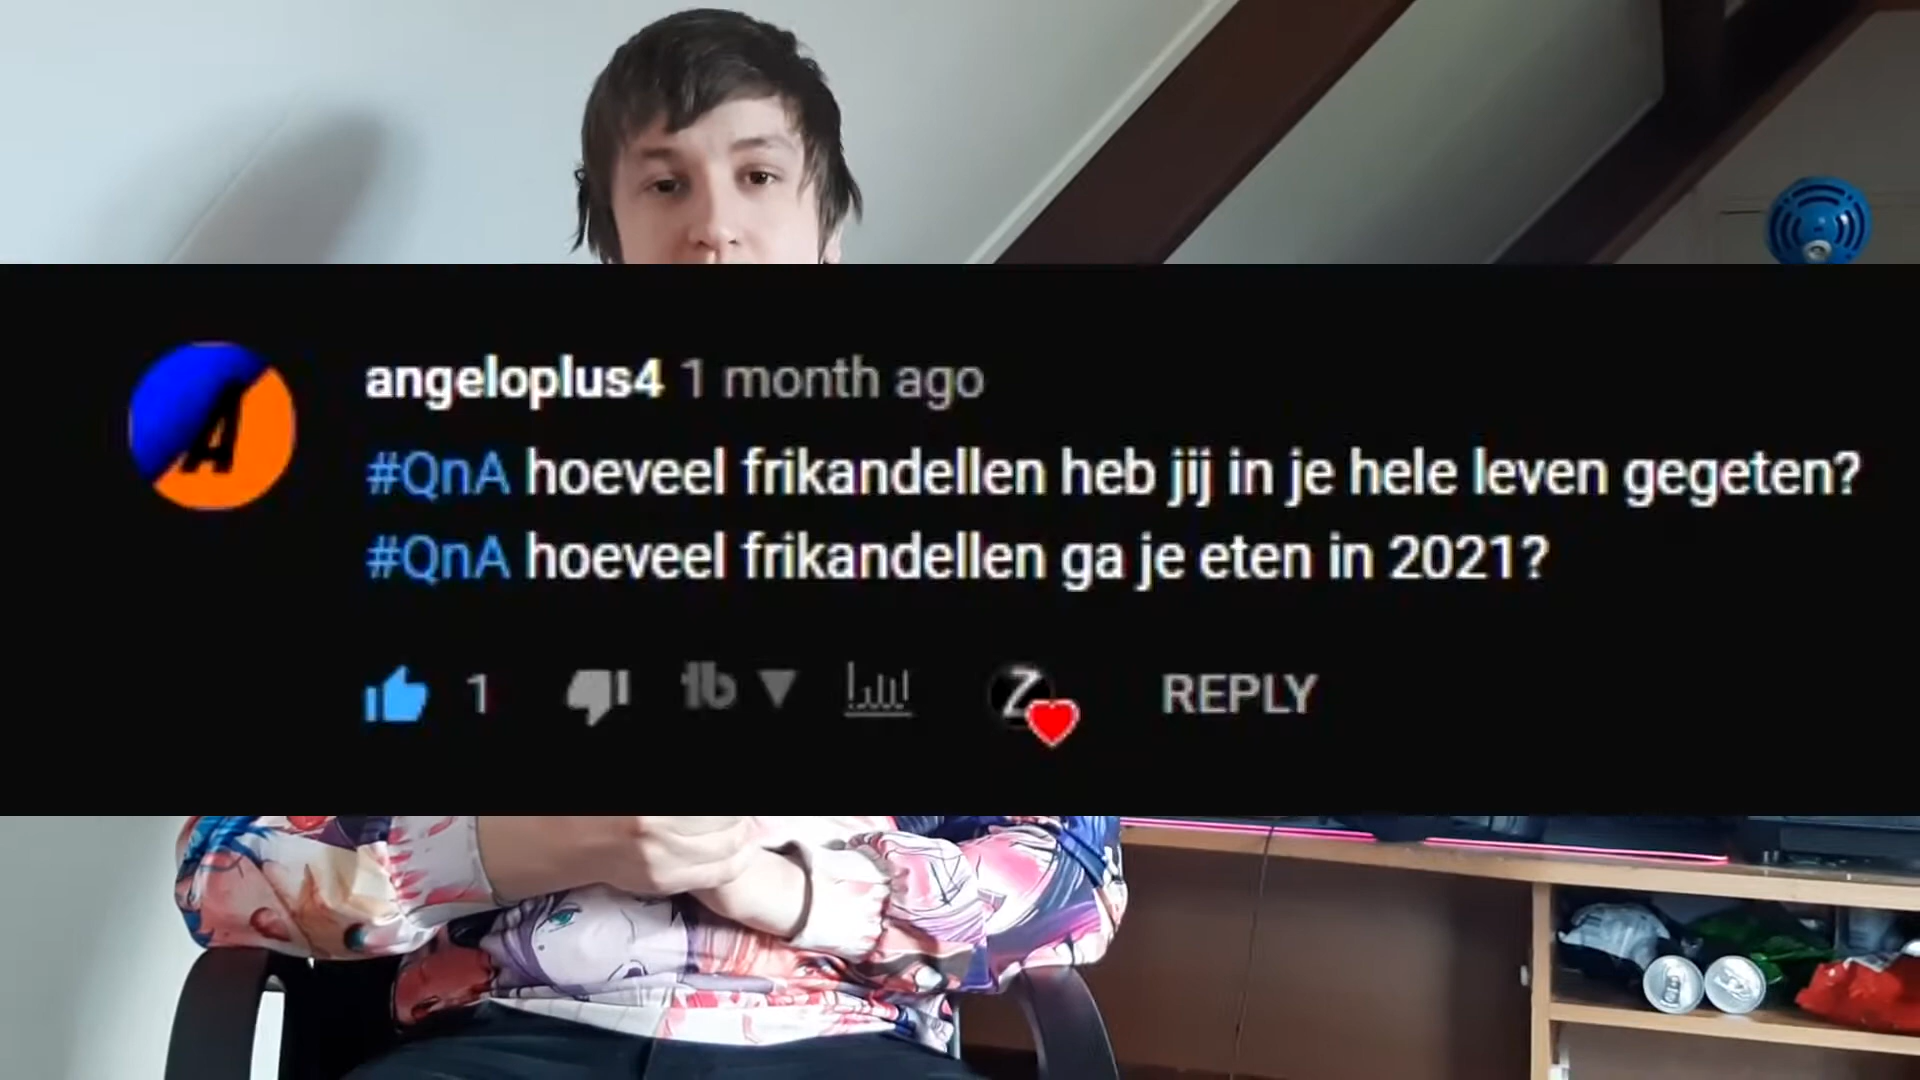 angeloplus4 1 month ago
#QnA hoeveel frikandellen heb jij in je hele leven gegeten?
#QnA hoeveel frikandellen ga je eten in 2021?
A
1
tb
Z
REPLY